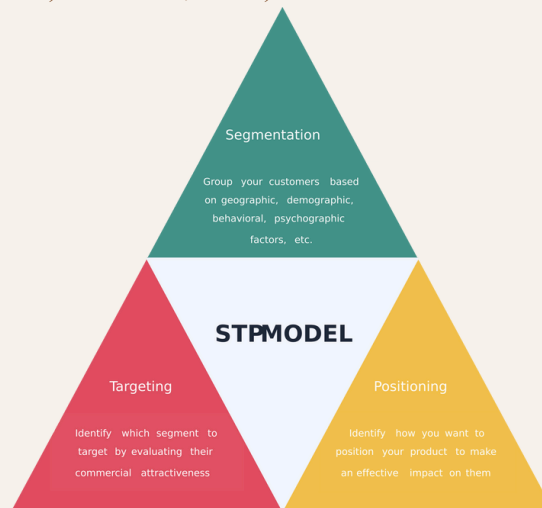 Segmentation
Group your customers based
on geographic, demographic,
behavioral, psychographic
factors, etc.
STPMODEL
Targeting
Identify which segment to
target by evaluating their
commercial attractiveness
Positioning
Identify how you want to
position your product to make
an effective impact on them